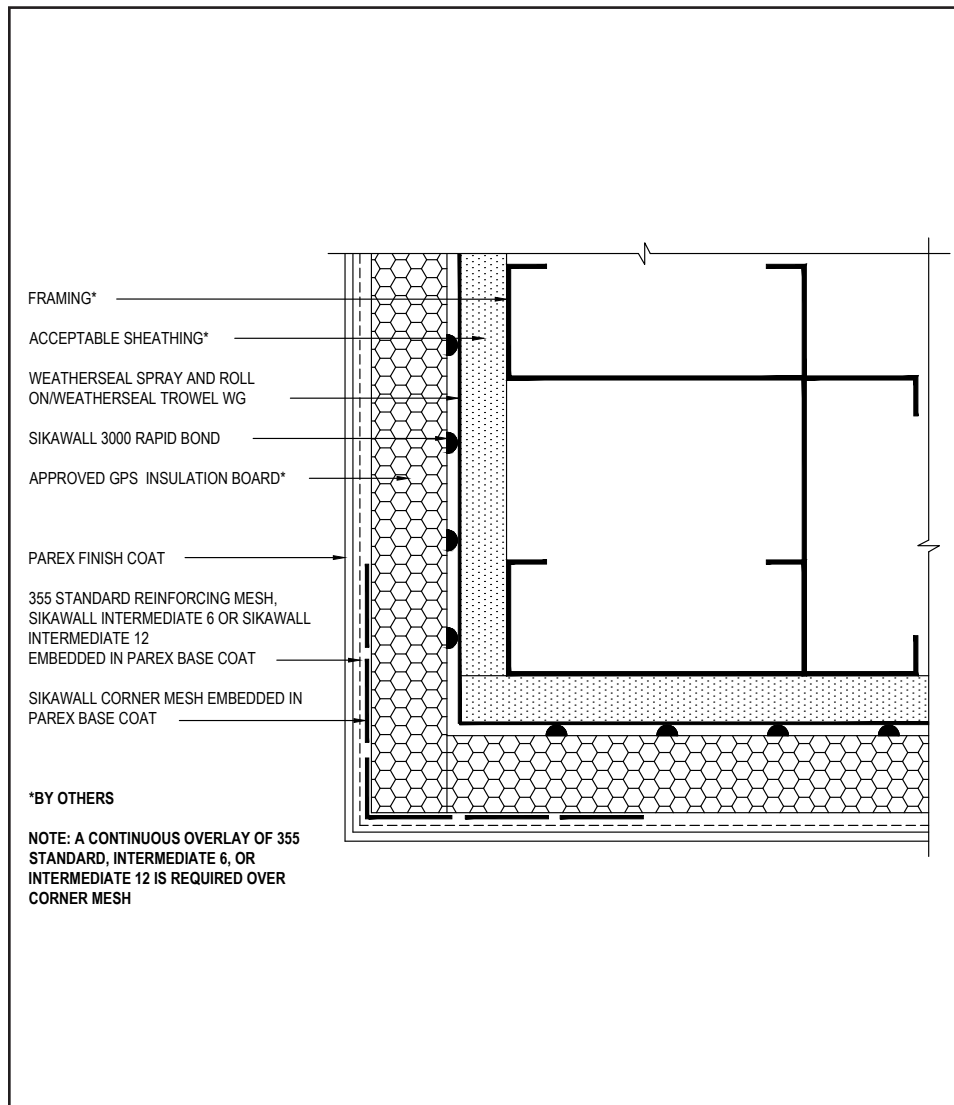 FRAMING*
ACCEPTABLE SHEATHING*
WEATHERSEAL SPRAY AND ROLL
ON/WEATHERSEAL TROWEL WG
SIKAWALL 3000 RAPID BOND
APPROVED GPS  INSULATION BOARD*
PAREX FINISH COAT
355 STANDARD REINFORCING MESH,
SIKAWALL INTERMEDIATE 6 OR SIKAWALL
INTERMEDIATE 12
EMBEDDED IN PAREX BASE COAT
SIKAWALL CORNER MESH EMBEDDED IN
PAREX BASE COAT
*BY OTHERS
NOTE: A CONTINUOUS OVERLAY OF 355
STANDARD, INTERMEDIATE 6, OR
INTERMEDIATE 12 IS REQUIRED OVER
CORNER MESH